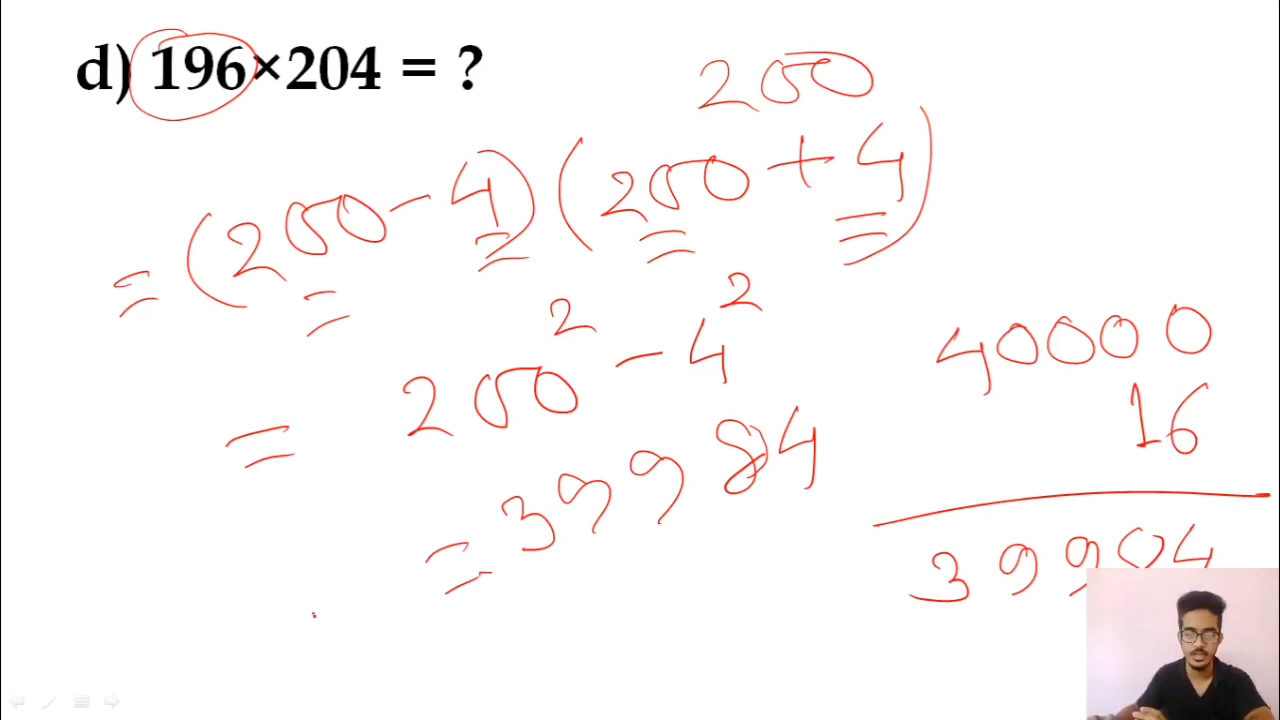 d) 196×204 = ?
200
= (200 - 4) (200 + 4)
= 200² - 4²
= 39984
40000
16
39984